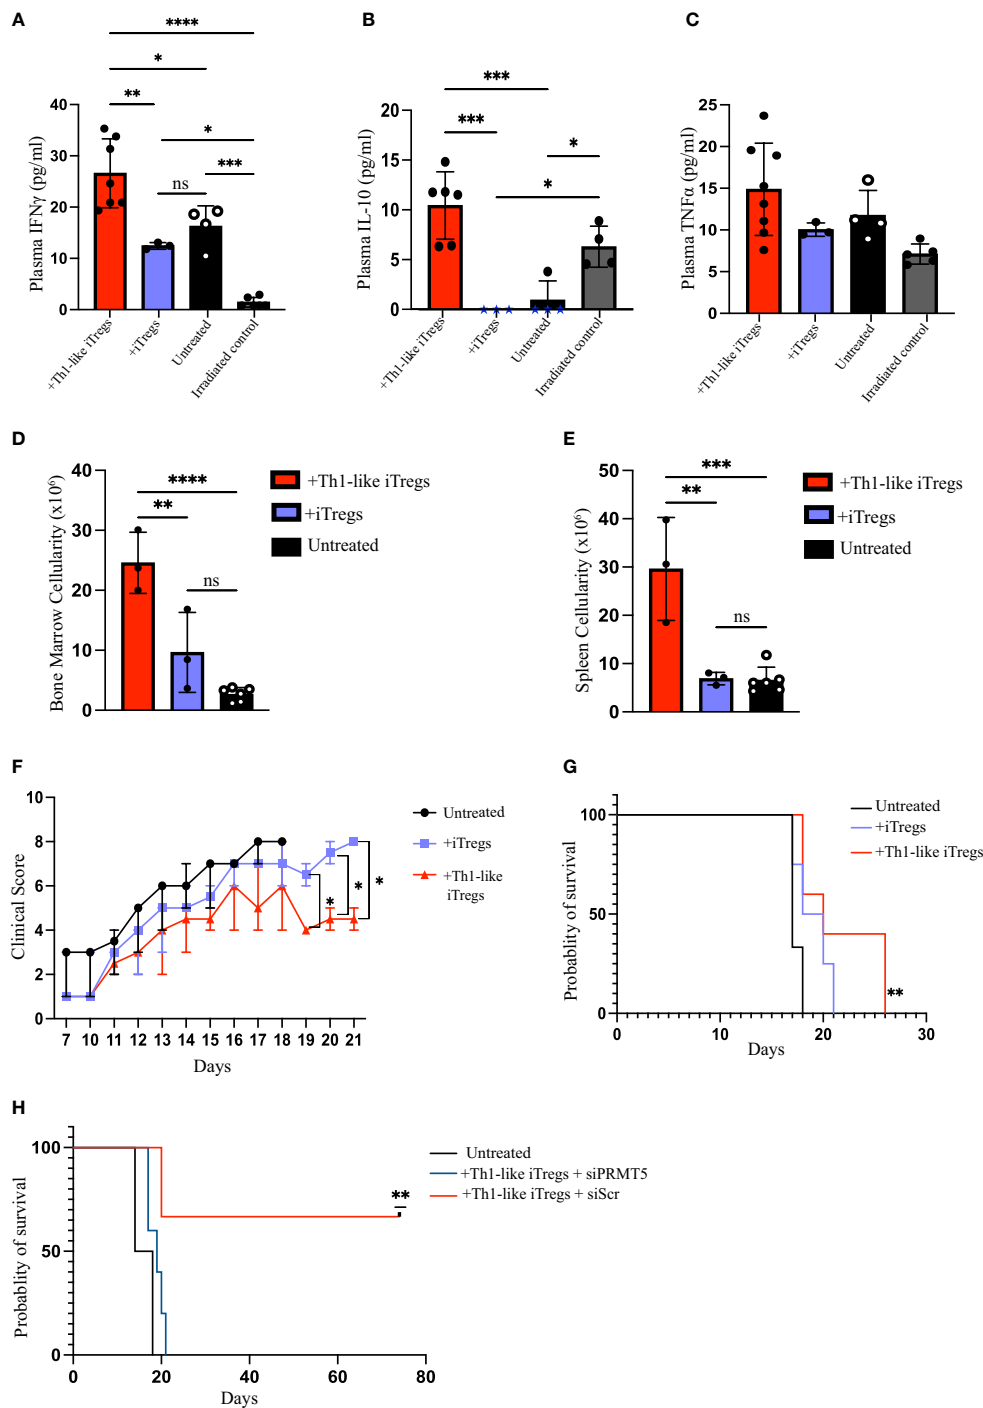 A
****
*
**
*
***
ns
Plasma IFNγ (pg/ml)
40
30
20
10
0
+Th1-like iTregs
+iTregs
Untreated
Irradiated control
B
***
***
*
*
Plasma IL-10 (pg/ml)
20
15
10
5
0
+Th1-like iTregs
+iTregs
Untreated
Irradiated control
C
Plasma TNFα (pg/ml)
25
20
15
10
5
0
+Th1-like iTregs
+iTregs
Untreated
Irradiated control
D
****
**
ns
Bone Marrow Cellularity (x10⁶)
40
30
20
10
0
+Th1-like iTregs
+iTregs
Untreated
E
***
**
ns
Spleen Cellularity (x10⁶)
50
40
30
20
10
0
+Th1-like iTregs
+iTregs
Untreated
F
Clinical Score
10
8
6
4
2
0
7 10 11 12 13 14 15 16 17 18 19 20 21
Days
* * *
Untreated
+iTregs
+Th1-like
iTregs
G
Probablity of survival
100
50
0
0 10 20 30
Days
**
Untreated
+iTregs
+Th1-like iTregs
H
Probablity of survival
100
50
0
0 20 40 60 80
Days
**
Untreated
+Th1-like iTregs + siPRMT5
+Th1-like iTregs + siScr